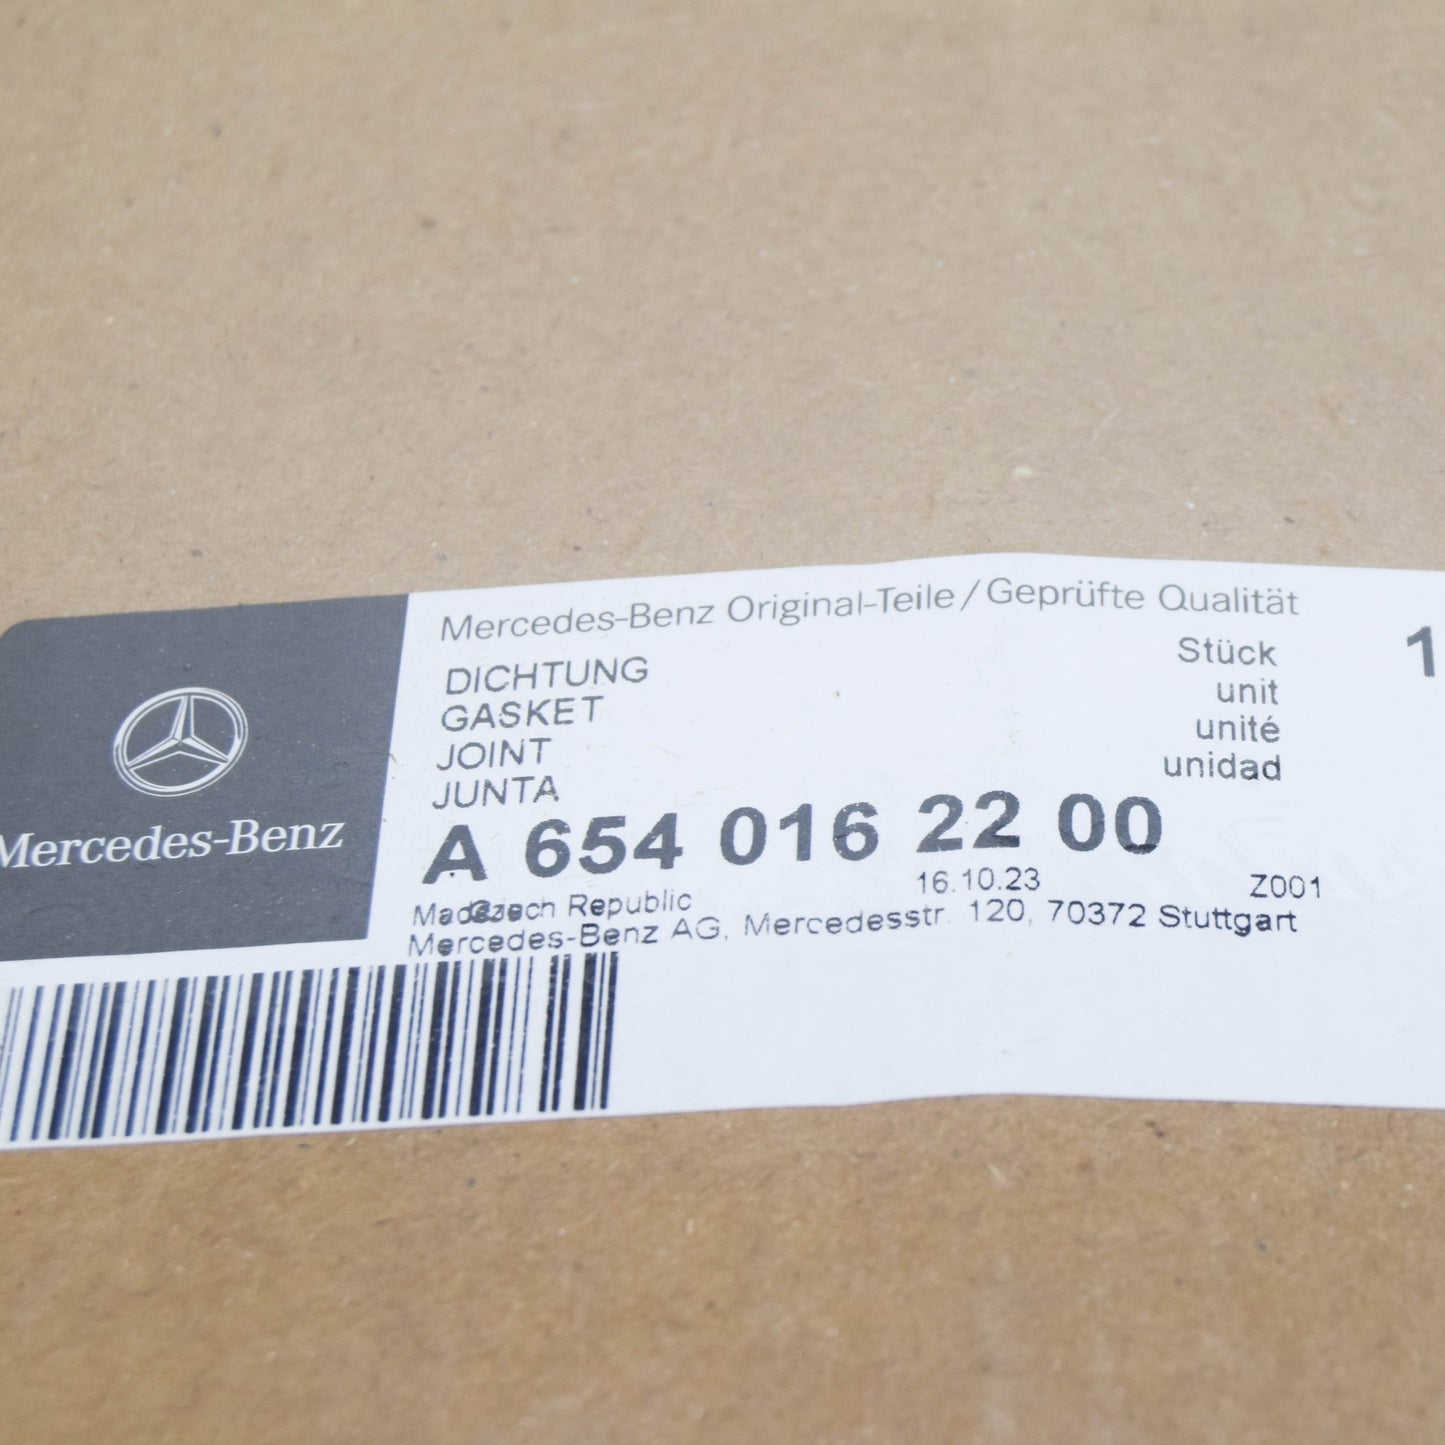 Mercedes-Benz Original-Teile / Geprüfte Qualität
DICHTUNG
GASKET
JOINT
JUNTA
Stück 1
unit
unité
unidad
Mercedes-Benz
A 654 016 22 00
16.10.23 Z001
Czech Republic
Mercedes-Benz AG, Mercedesstr. 120, 70372 Stuttgart